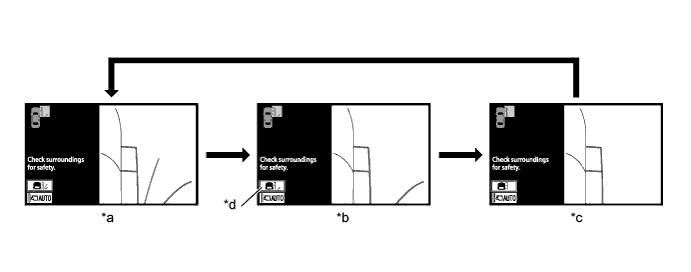 Check surroundings
for safety.
AUTO
*a
Check surroundings
for safety.
AUTO
*d
*b
Check surroundings
for safety.
AUTO
*c